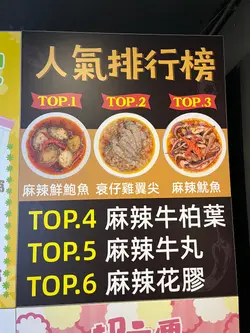 人氣排行榜
TOP.1 TOP.2 TOP.3
麻辣鮮鮑魚 衰仔雞翼尖 麻辣魷魚
TOP.4 麻辣牛柏葉
TOP.5 麻辣牛丸
TOP.6 麻辣花膠